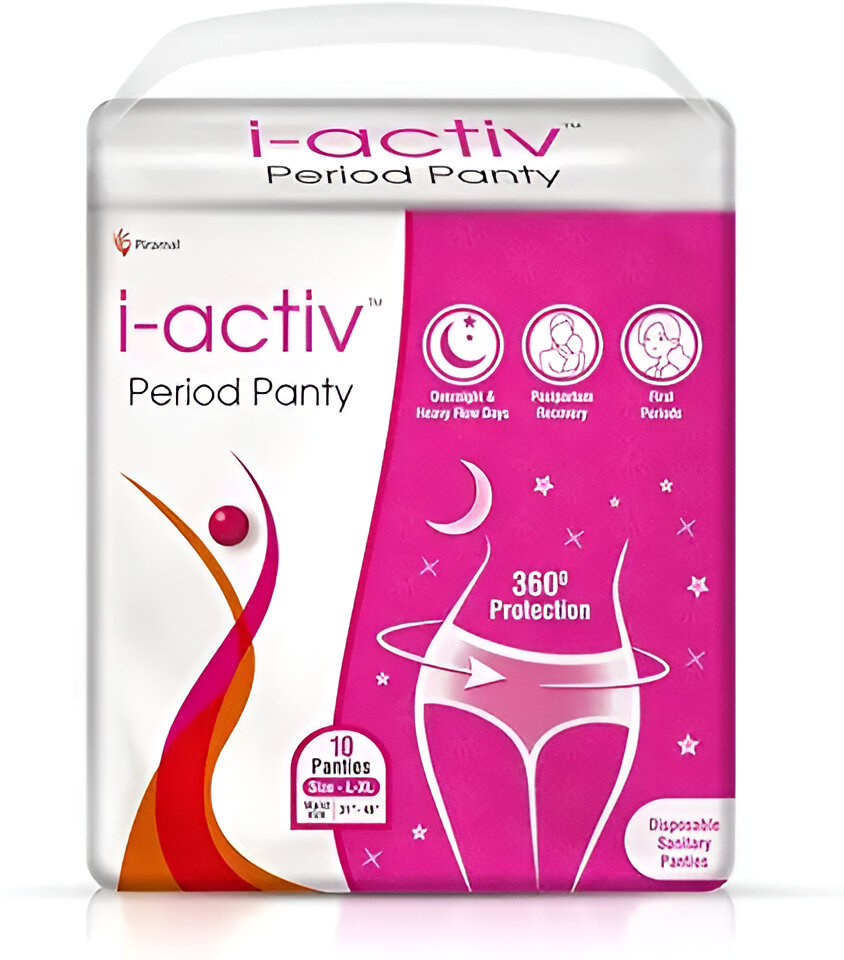 i-activ™
Period Panty
Piramal
i-activ™
Period Panty
Overnight &
Heavy Flow Days
Postpartum
Recovery
First
Periods
360⁰
Protection
10
Panties
Size - L-XL
Disposable
Sanitary
Panties